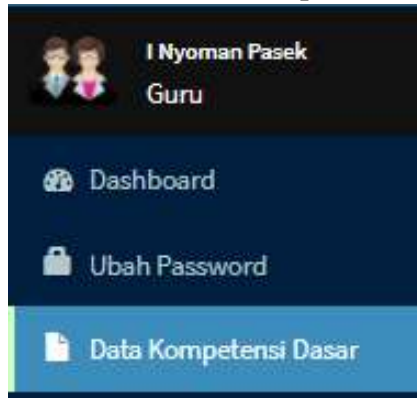 I Nyoman Pasek
Guru
Dashboard
Ubah Password
Data Kompetensi Dasar